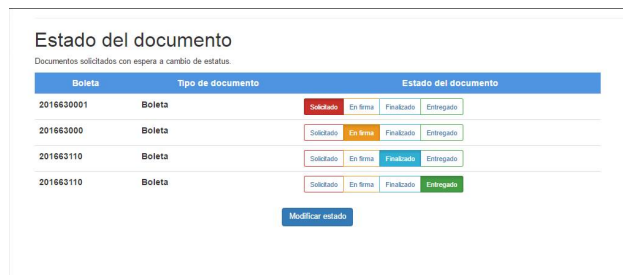 Estado del documento
Documentos solicitados con espera a cambio de estatus.
Boleta Tipo de documento Estado del documento
2016630001 Boleta Solicitado En firma Finalizado Entregado
201663000 Boleta Solicitado En firma Finalizado Entregado
201663110 Boleta Solicitado En firma Finalizado Entregado
201663110 Boleta Solicitado En firma Finalizado Entregado
Modificar estado